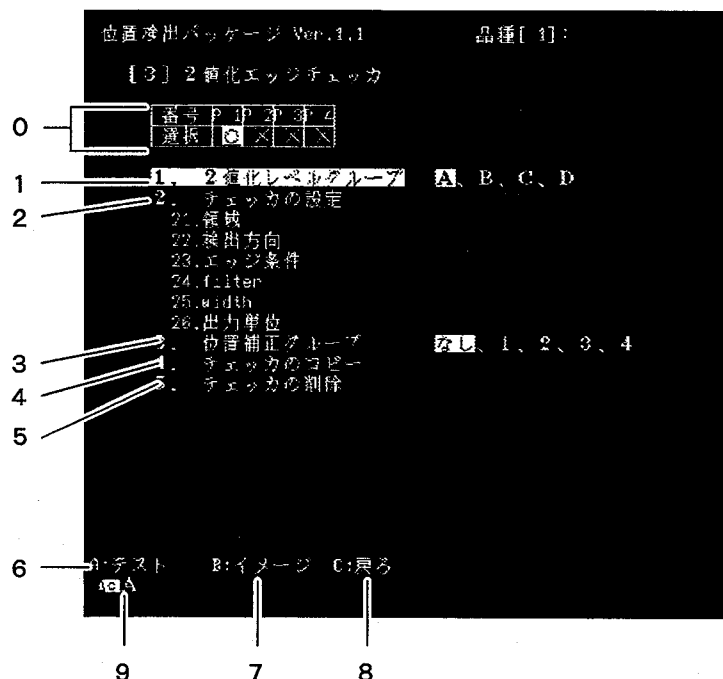 位置検出パッケージ Ver.1.1 品種[ 1]:
[3] 2値化エッジチェッカ
0
番号 P 1 P 2 P 3 P 4
選択 ○ × × ×
1 1. 2値化レベルグループ A、B、C、D
2 2. チェッカの設定
21.領域
22.検出方向
23.エッジ条件
24.filter
25.width
26.出力単位
3 3. 位置補正グループ なし、1、2、3、4
4 4. チェッカのコピー
5 5. チェッカの削除
6 A:テスト B:イメージ C:戻る
9 7 8